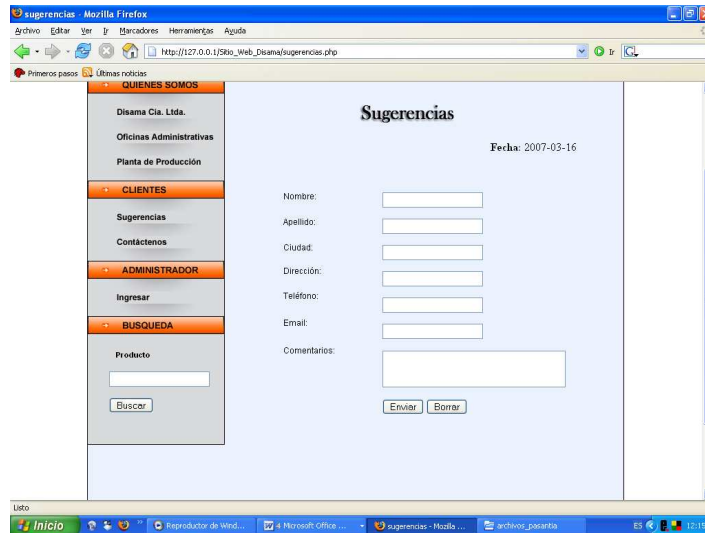 sugerencias - Mozilla Firefox
Archivo Editar Ver Ir Marcadores Herramientas Ayuda
http://127.0.0.1/Sitio_Web_Disama/sugerencias.php
Ir
Primeros pasos Últimas noticias
QUIENES SOMOS
Disama Cía. Ltda.
Oficinas Administrativas
Planta de Producción
CLIENTES
Sugerencias
Contáctenos
ADMINISTRADOR
Ingresar
BUSQUEDA
Producto
Buscar
Sugerencias
Fecha: 2007-03-16
Nombre:
Apellido:
Ciudad:
Dirección:
Teléfono:
Email:
Comentarios:
Enviar Borrar
Listo
Inicio Reproductor de Wind... 4 Microsoft Office ... sugerencias - Mozilla ... archivos_pasantia ES 12:15